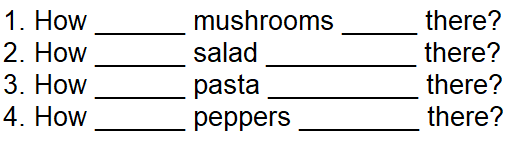 1. How ______ mushrooms _____ there?
2. How ______ salad __________ there?
3. How ______ pasta __________ there?
4. How ______ peppers ________ there?